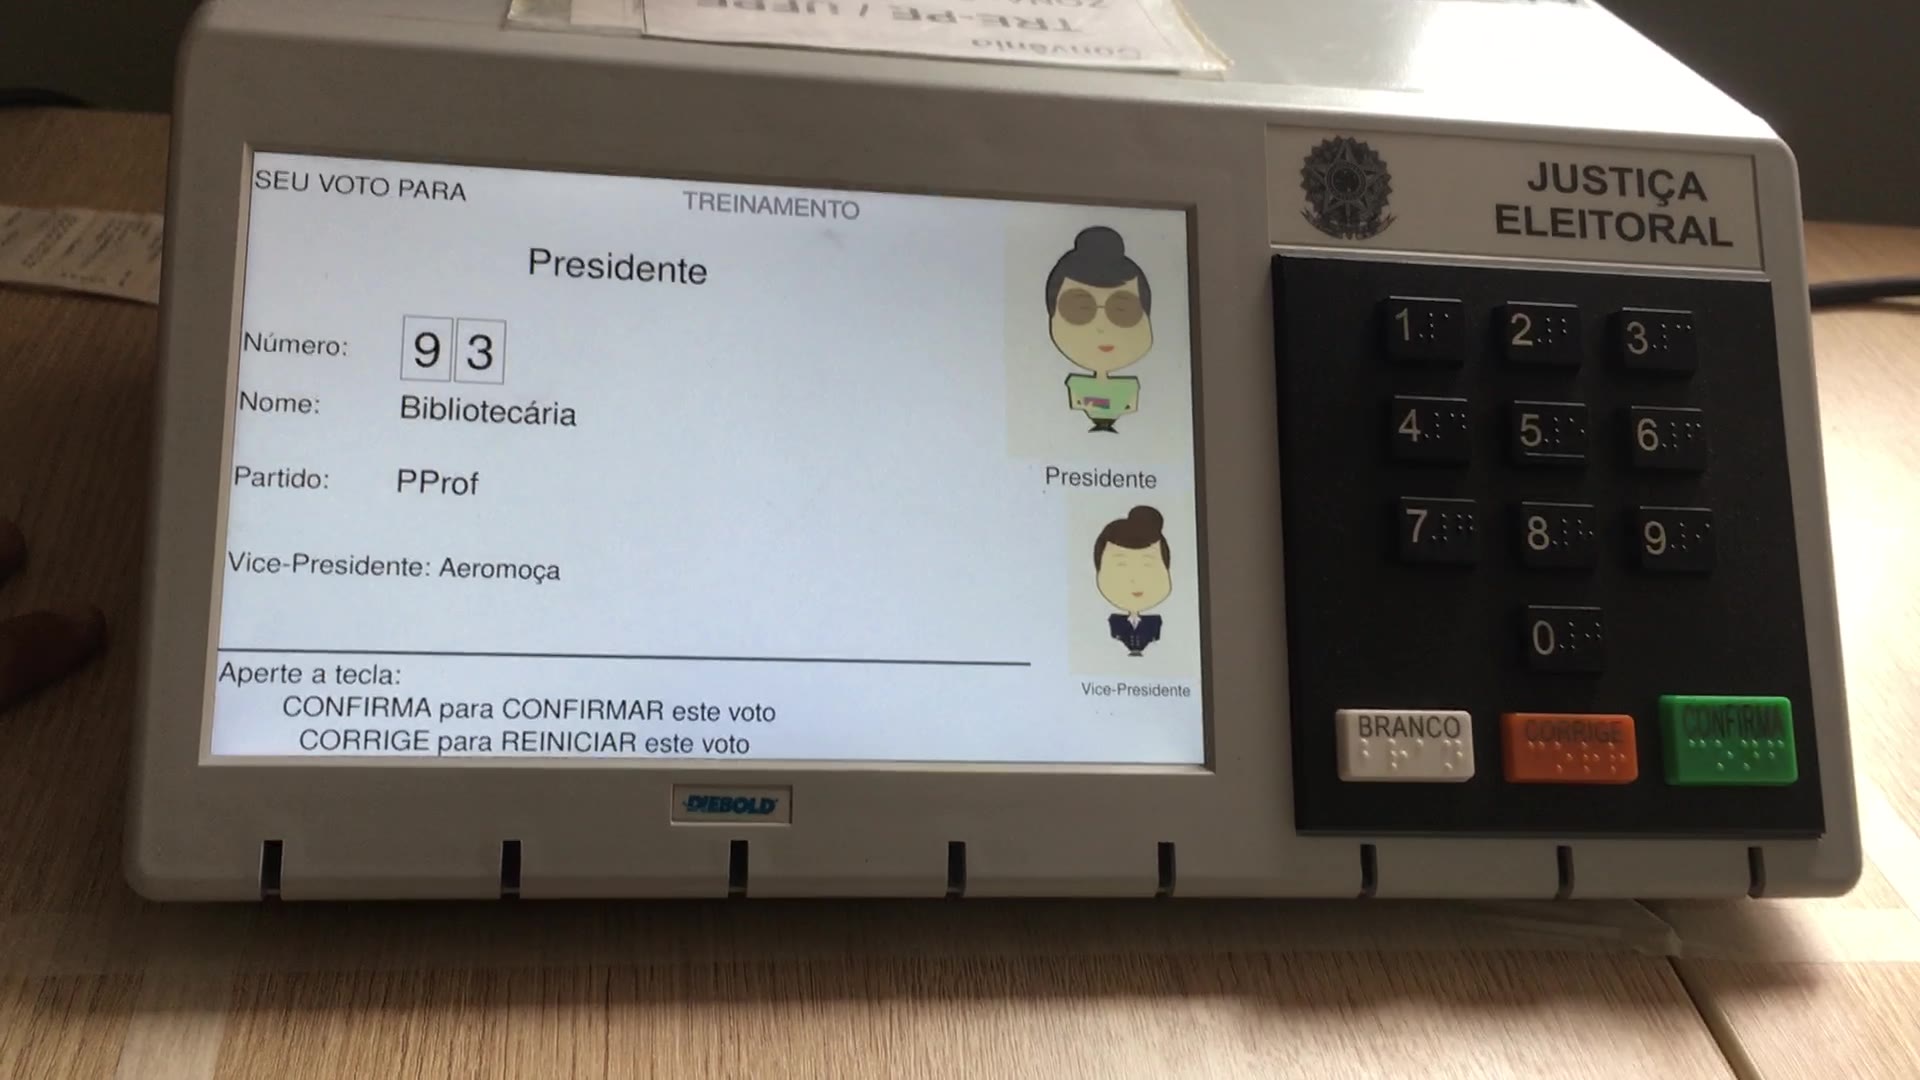 Convênio
TRE-PE / UFPE
SEU VOTO PARA
TREINAMENTO
Presidente
Número: 9 3
Nome: Bibliotecária
Partido: PProf
Vice-Presidente: Aeromoça
Presidente
Vice-Presidente
Aperte a tecla:
CONFIRMA para CONFIRMAR este voto
CORRIGE para REINICIAR este voto
DIEBOLD
JUSTIÇA
ELEITORAL
1 2 3
4 5 6
7 8 9
0
BRANCO CORRIGE CONFIRMA